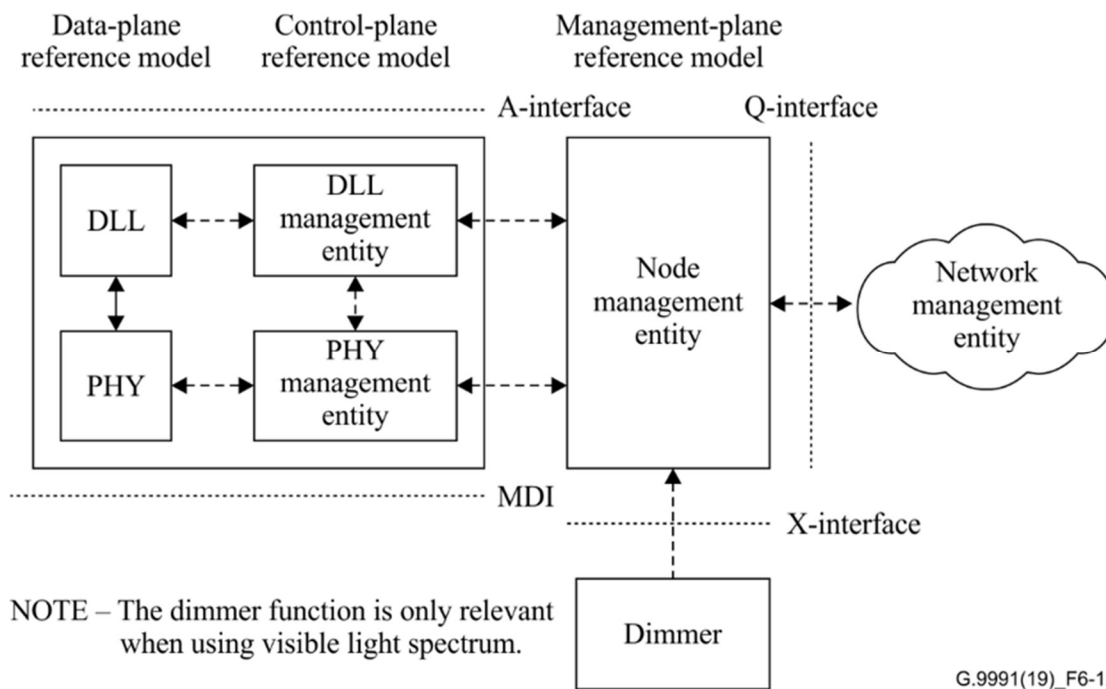 Data-plane
reference model
Control-plane
reference model
Management-plane
reference model
A-interface
Q-interface
DLL
DLL
management
entity
Node
management
entity
Network
management
entity
PHY
PHY
management
entity
MDI
X-interface
NOTE – The dimmer function is only relevant
when using visible light spectrum.
Dimmer
G.9991(19)_F6-1